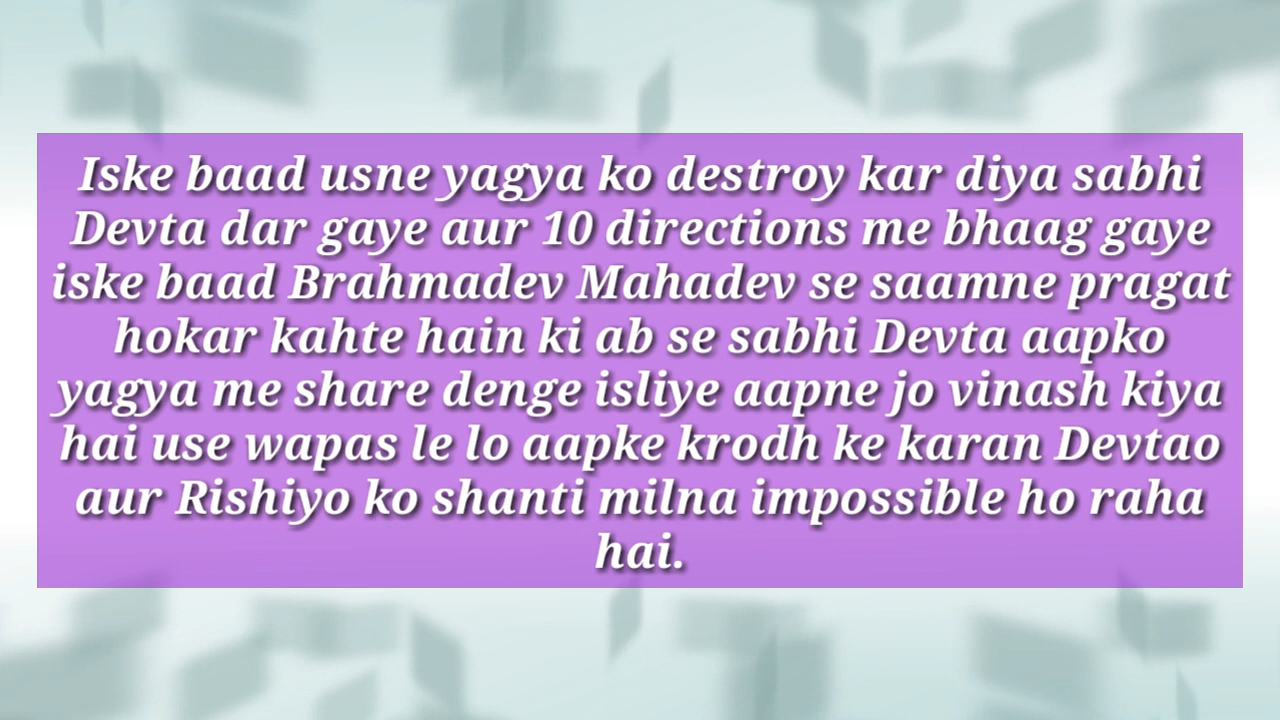 Iske baad usne yagya ko destroy kar diya sabhi
Devta dar gaye aur 10 directions me bhaag gaye
iske baad Brahmadev Mahadev se saamne pragat
hokar kahte hain ki ab se sabhi Devta aapko
yagya me share denge isliye aapne jo vinash kiya
hai use wapas le lo aapke krodh ke karan Devtao
aur Rishiyo ko shanti milna impossible ho raha
hai.